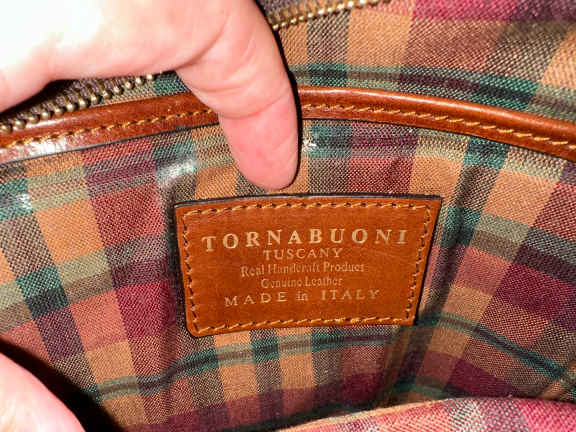 TORNABUONI
TUSCANY
Real Handcraft Product
Genuine Leather
MADE in ITALY